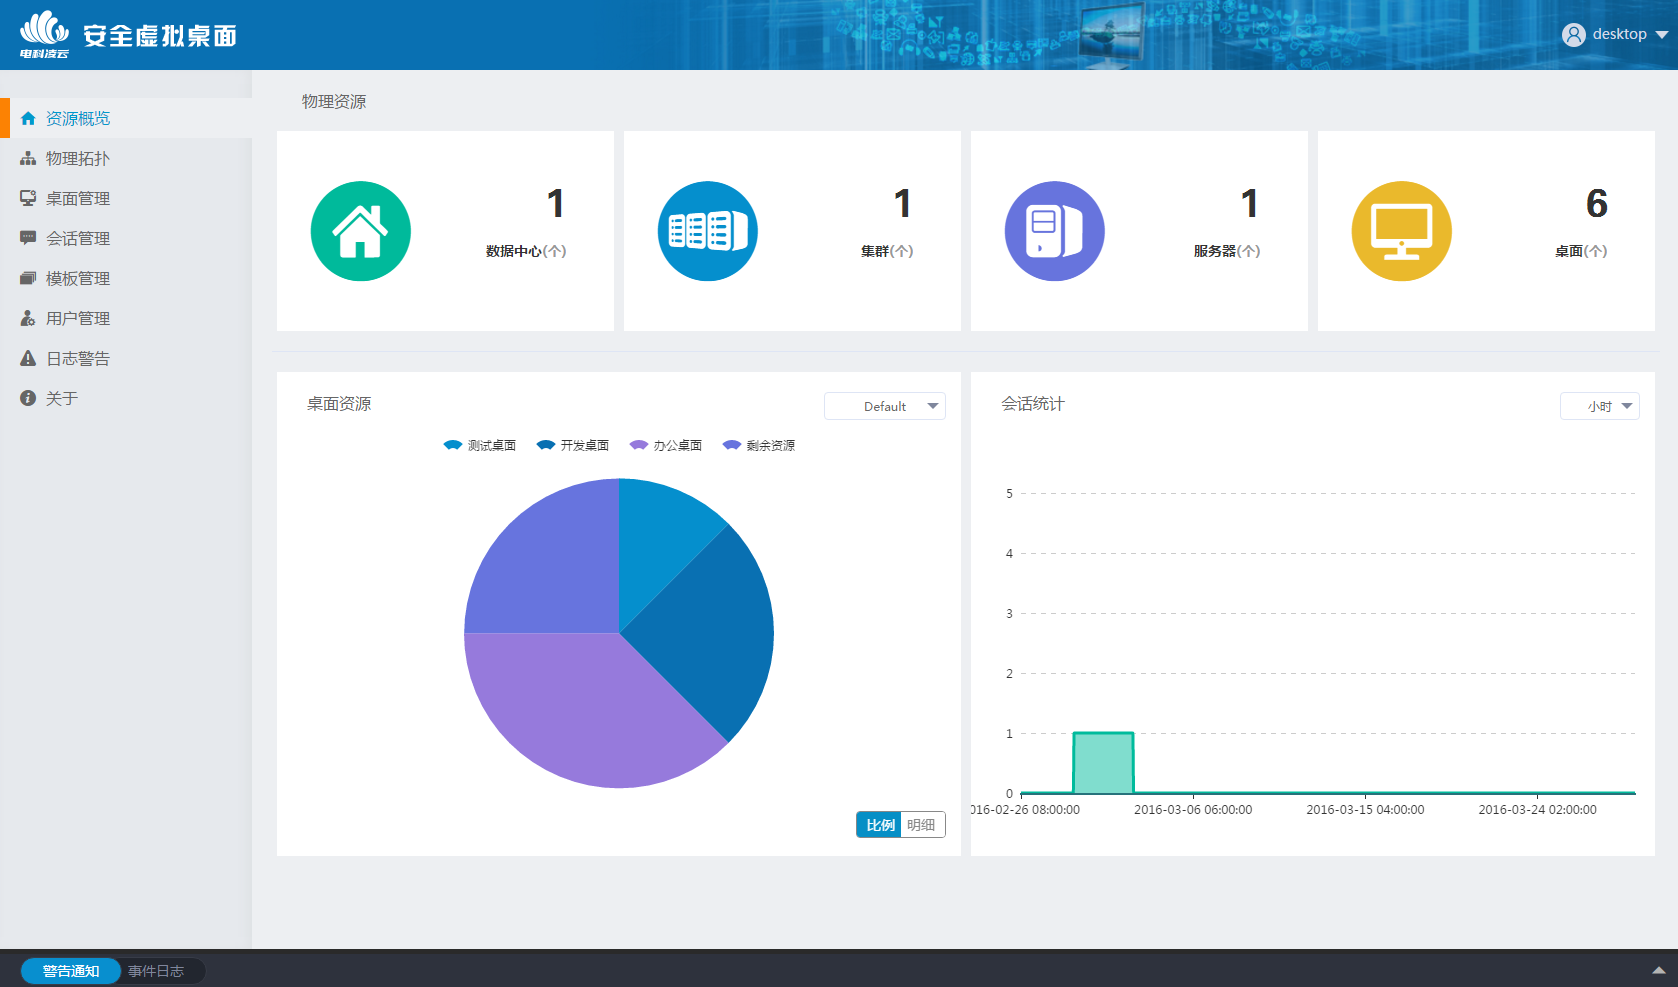 电科凌云
安全虚拟桌面
desktop
资源概览
物理拓扑
桌面管理
会话管理
模板管理
用户管理
日志警告
关于
物理资源
1
数据中心(个)
1
集群(个)
1
服务器(个)
6
桌面(个)
桌面资源
Default
测试桌面 开发桌面 办公桌面 剩余资源
比例 明细
会话统计
小时
5
4
3
2
1
0
016-02-26 08:00:00 2016-03-06 06:00:00 2016-03-15 04:00:00 2016-03-24 02:00:00
警告通知 事件日志